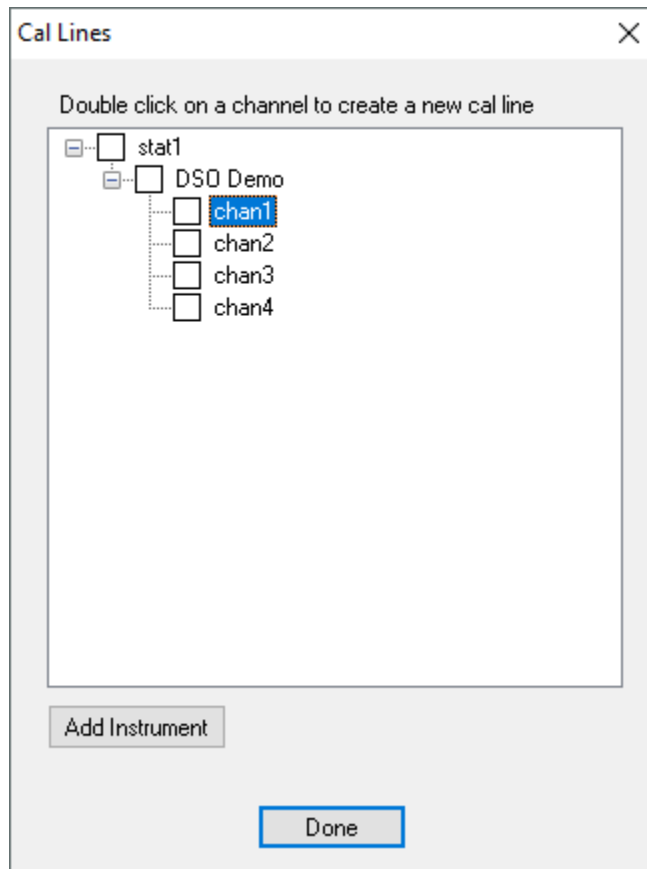 Cal Lines
Double click on a channel to create a new cal line
stat1
DSO Demo
chan1
chan2
chan3
chan4
Add Instrument
Done